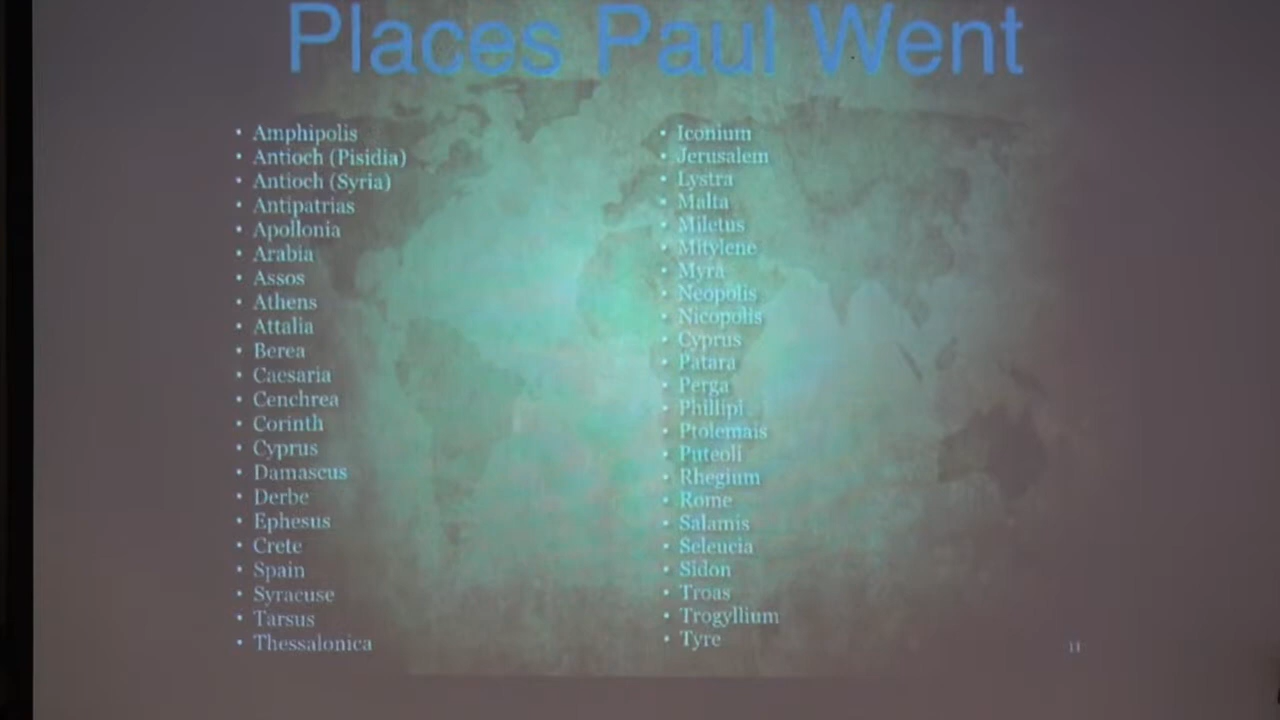 Places Paul Went
• Amphipolis
• Antioch (Pisidia)
• Antioch (Syria)
• Antipatrias
• Apollonia
• Arabia
• Assos
• Athens
• Attalia
• Berea
• Caesaria
• Cenchrea
• Corinth
• Cyprus
• Damascus
• Derbe
• Ephesus
• Crete
• Spain
• Syracuse
• Tarsus
• Thessalonica
• Iconium
• Jerusalem
• Lystra
• Malta
• Miletus
• Mitylene
• Myra
• Neopolis
• Nicopolis
• Cyprus
• Patara
• Perga
• Phillipi
• Ptolemais
• Puteoli
• Rhegium
• Rome
• Salamis
• Seleucia
• Sidon
• Troas
• Trogyllium
• Tyre
11